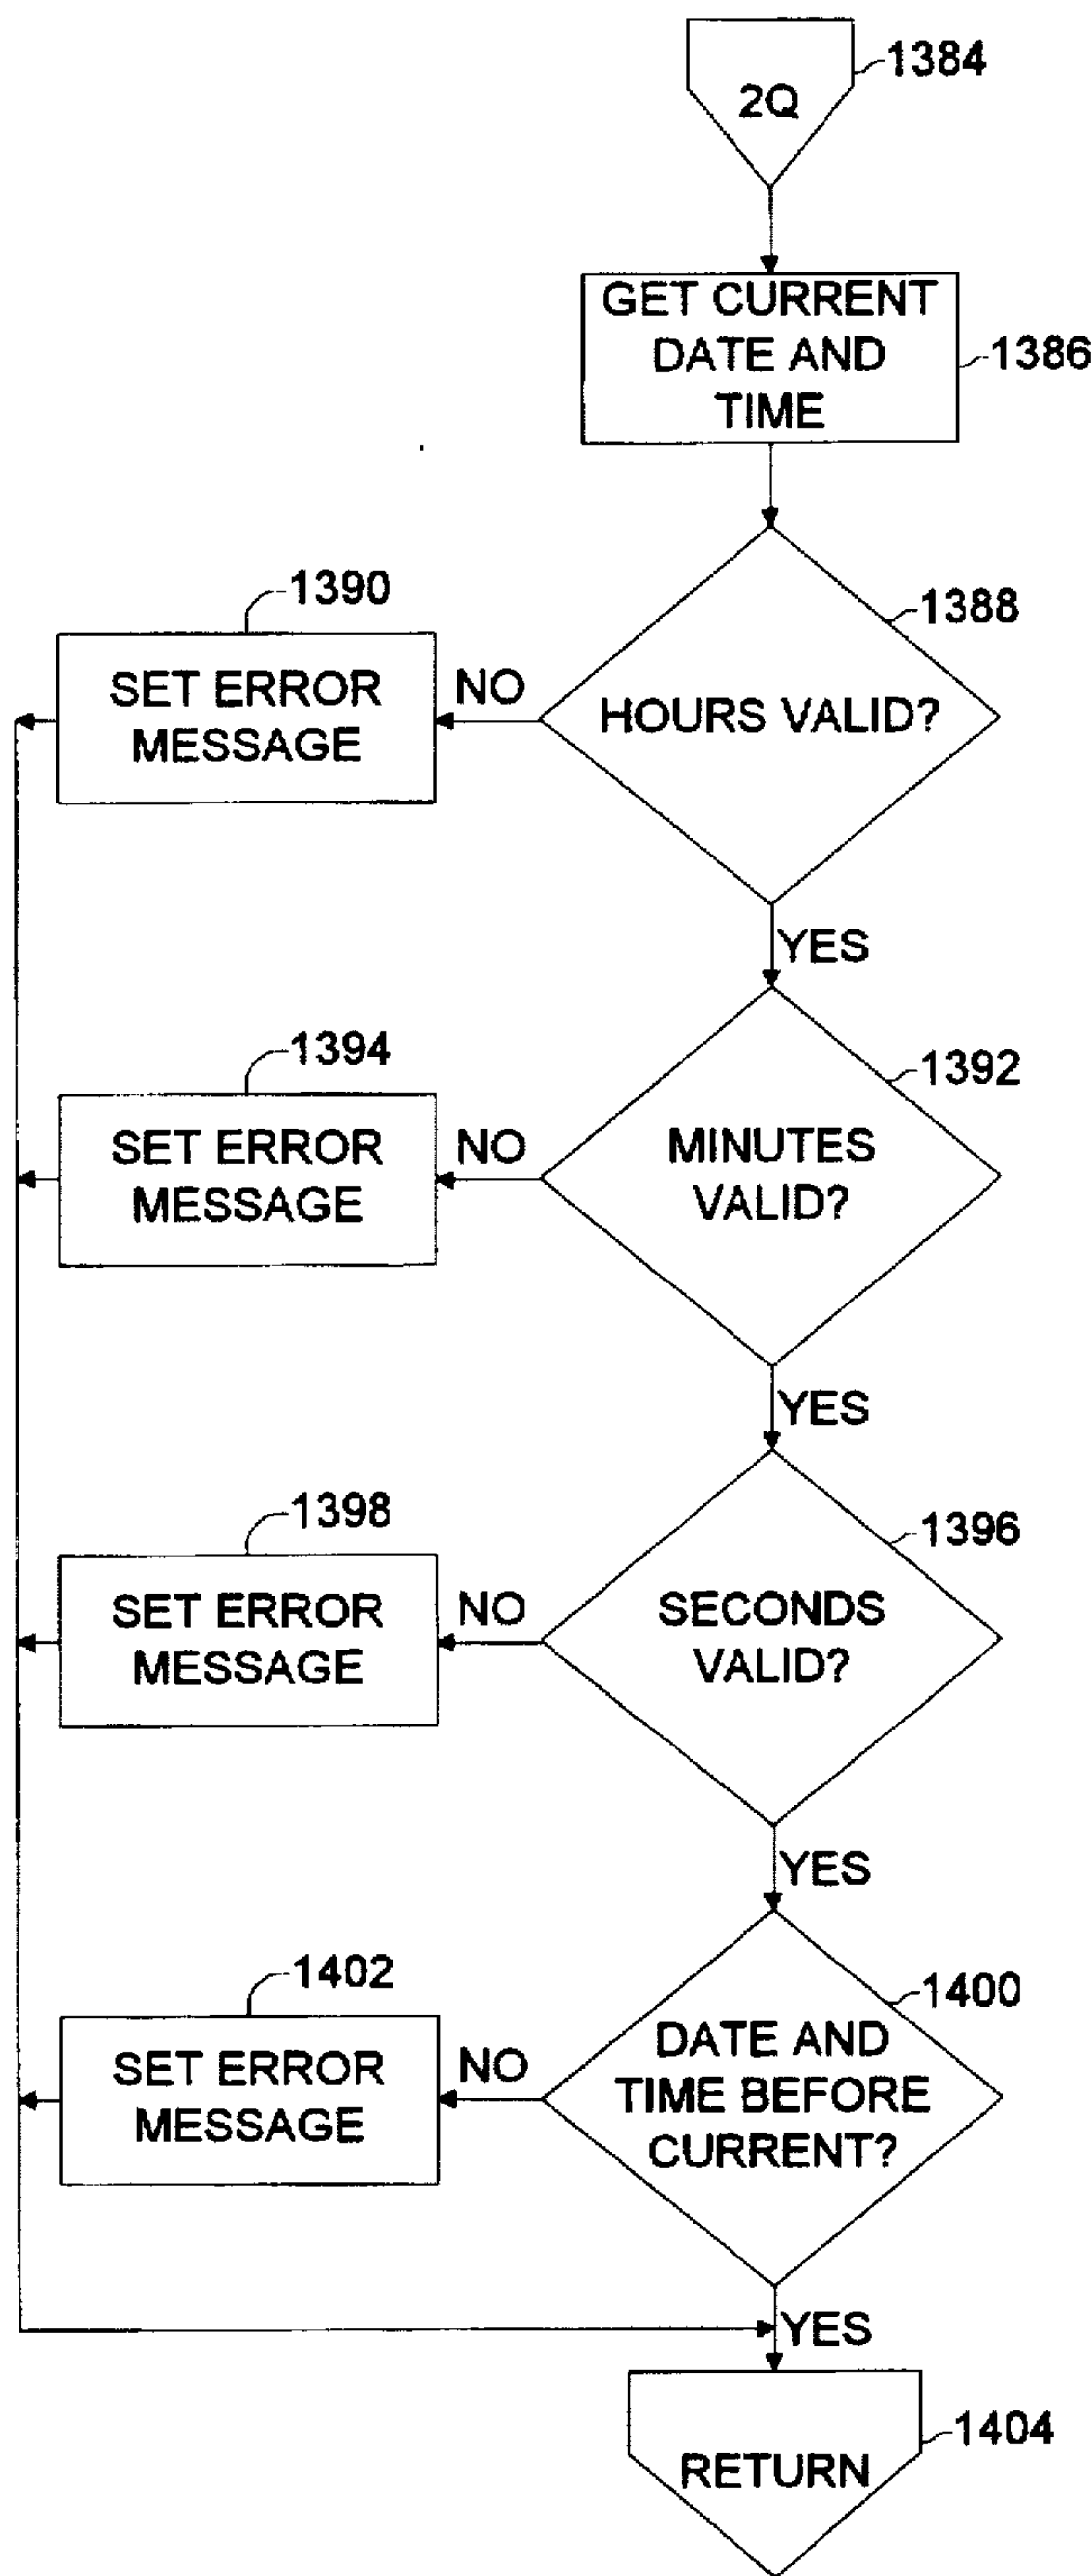 1384
2Q
GET CURRENT
DATE AND
TIME
1386
1390
1388
SET ERROR
MESSAGE
NO
HOURS VALID?
YES
1394
1392
SET ERROR
MESSAGE
NO
MINUTES
VALID?
YES
1398
1396
SET ERROR
MESSAGE
NO
SECONDS
VALID?
YES
1402
1400
SET ERROR
MESSAGE
NO
DATE AND
TIME BEFORE
CURRENT?
YES
1404
RETURN